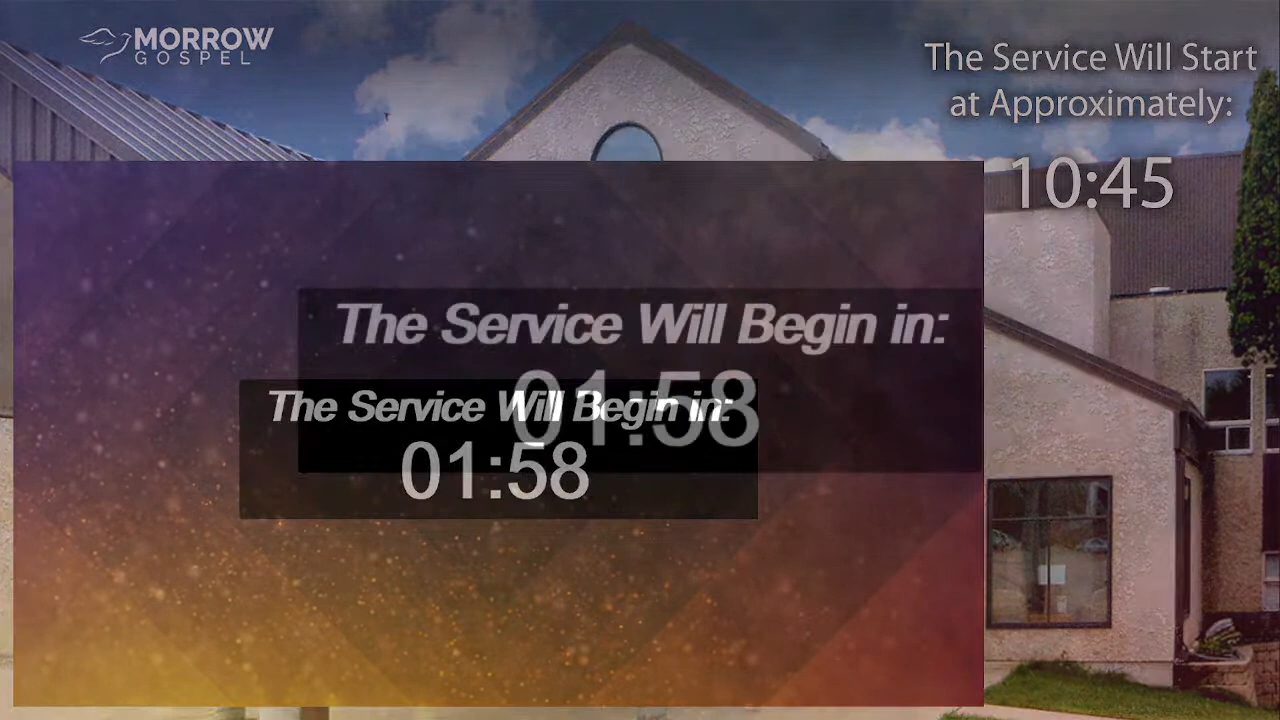 MORROW
GOSPEL
The Service Will Start
at Approximately:
10:45
The Service Will Begin in:
01:58
The Service Will Begin in:
01:58